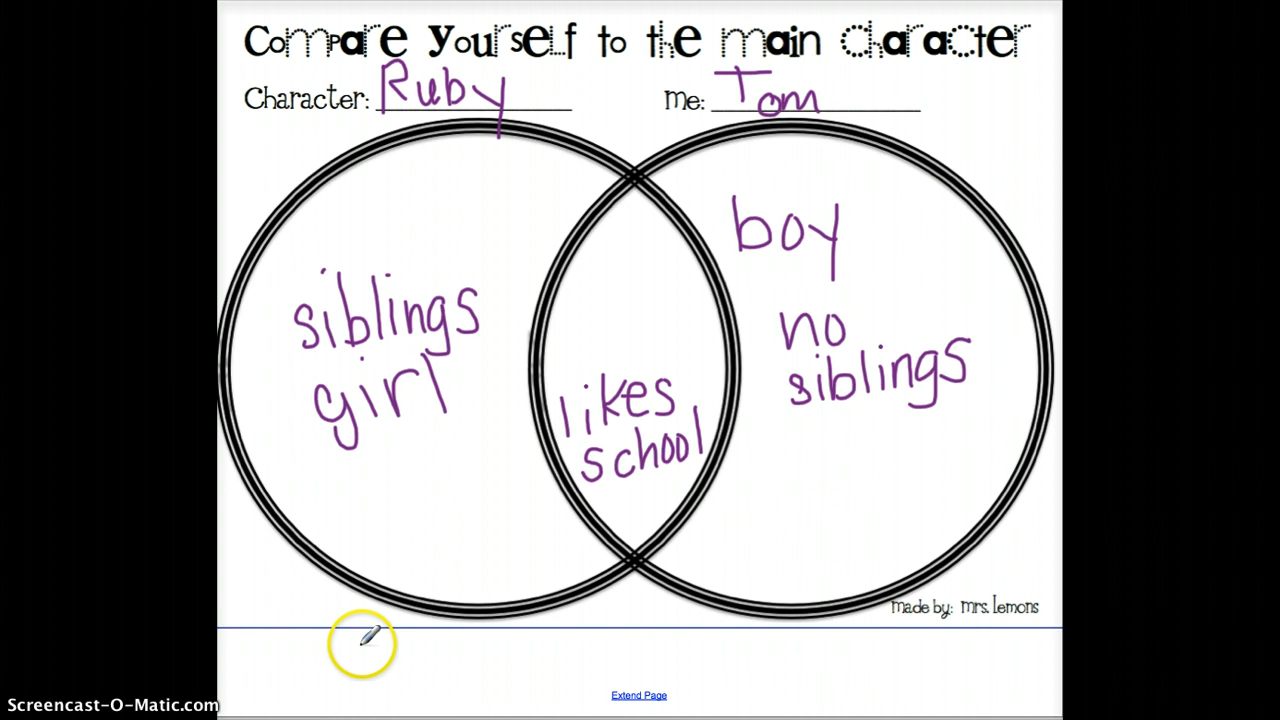 Compare yourself to the main character
Character: Ruby
Me: Tom
siblings
girl
likes
school
boy
no
siblings
made by: mrs. lemons
Extend Page
Screencast-O-Matic.com